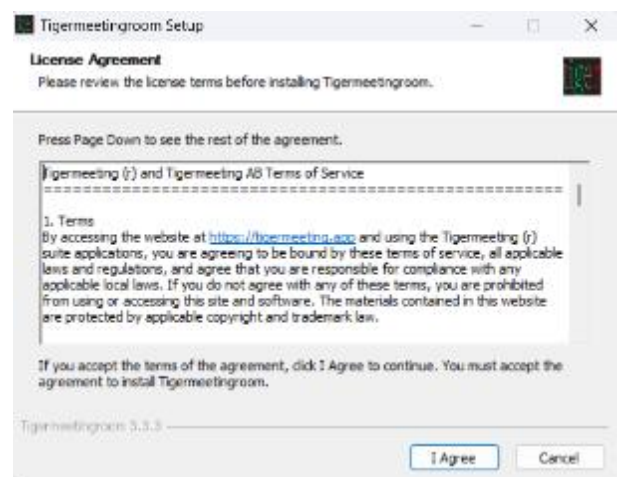 Tigermeetingroom Setup
License Agreement
Please review the license terms before installing Tigermeetingroom.
Press Page Down to see the rest of the agreement.
Tigermeeting (r) and Tigermeeting AB Terms of Service
========================================================
1. Terms
By accessing the website at https://tigermeeting.app and using the Tigermeeting (r)
suite applications, you are agreeing to be bound by these terms of service, all applicable
laws and regulations, and agree that you are responsible for compliance with any
applicable local laws. If you do not agree with any of these terms, you are prohibited
from using or accessing this site and software. The materials contained in this website
are protected by applicable copyright and trademark law.
If you accept the terms of the agreement, click I Agree to continue. You must accept the
agreement to install Tigermeetingroom.
Tigermeetingroom 3.3.3
I Agree
Cancel